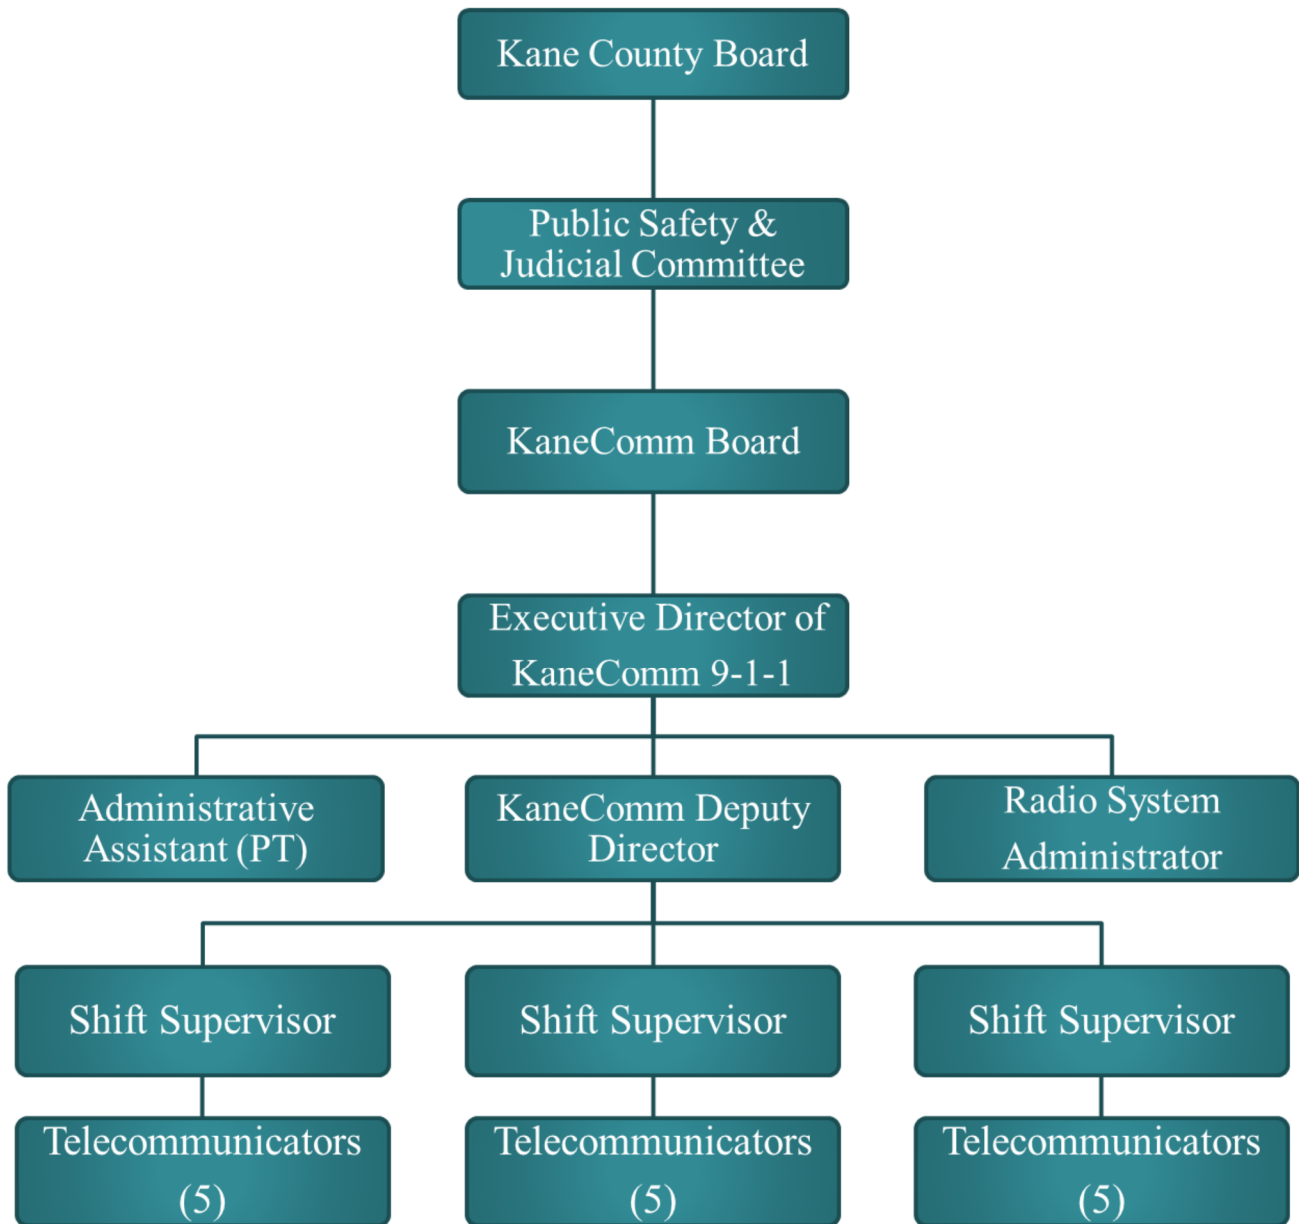 Kane County Board
Public Safety &
Judicial Committee
KaneComm Board
Executive Director of
KaneComm 9-1-1
Administrative
Assistant (PT)
KaneComm Deputy
Director
Radio System
Administrator
Shift Supervisor
Shift Supervisor
Shift Supervisor
Telecommunicators
(5)
Telecommunicators
(5)
Telecommunicators
(5)